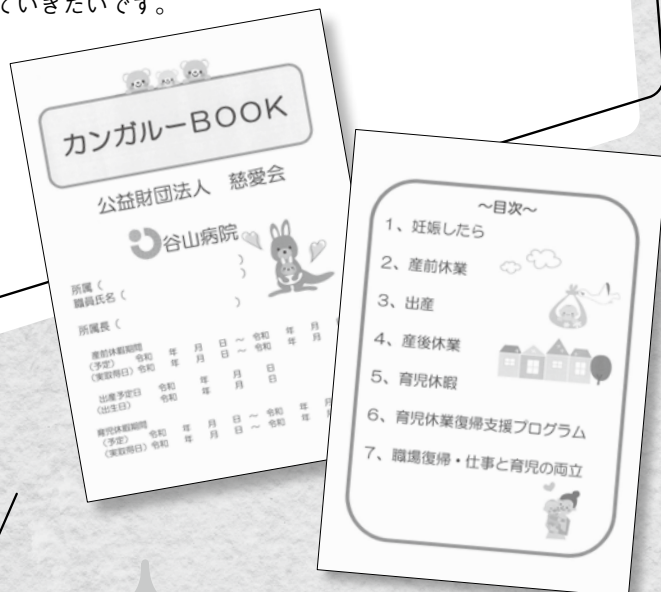 ていきたいです。
カンガルーBOOK
公益財団法人 慈愛会
谷山病院
所属（ ）
職員氏名（ ）
所属長（ ）
産前休暇期間
（予定） 令和 年 月 日 ～ 令和 年 月
（実取得日）令和 年 月 日 ～ 令和 年 月
出産予定日 令和 年 月 日
（出生日） 令和 年 月 日
育児休暇期間
（予定） 令和 年 月 日 ～ 令和 年 月
（実取得日）令和 年 月 日 ～ 令和 年
～目次～
1、妊娠したら
2、産前休業
3、出産
4、産後休業
5、育児休暇
6、育児休業復帰支援プログラム
7、職場復帰・仕事と育児の両立